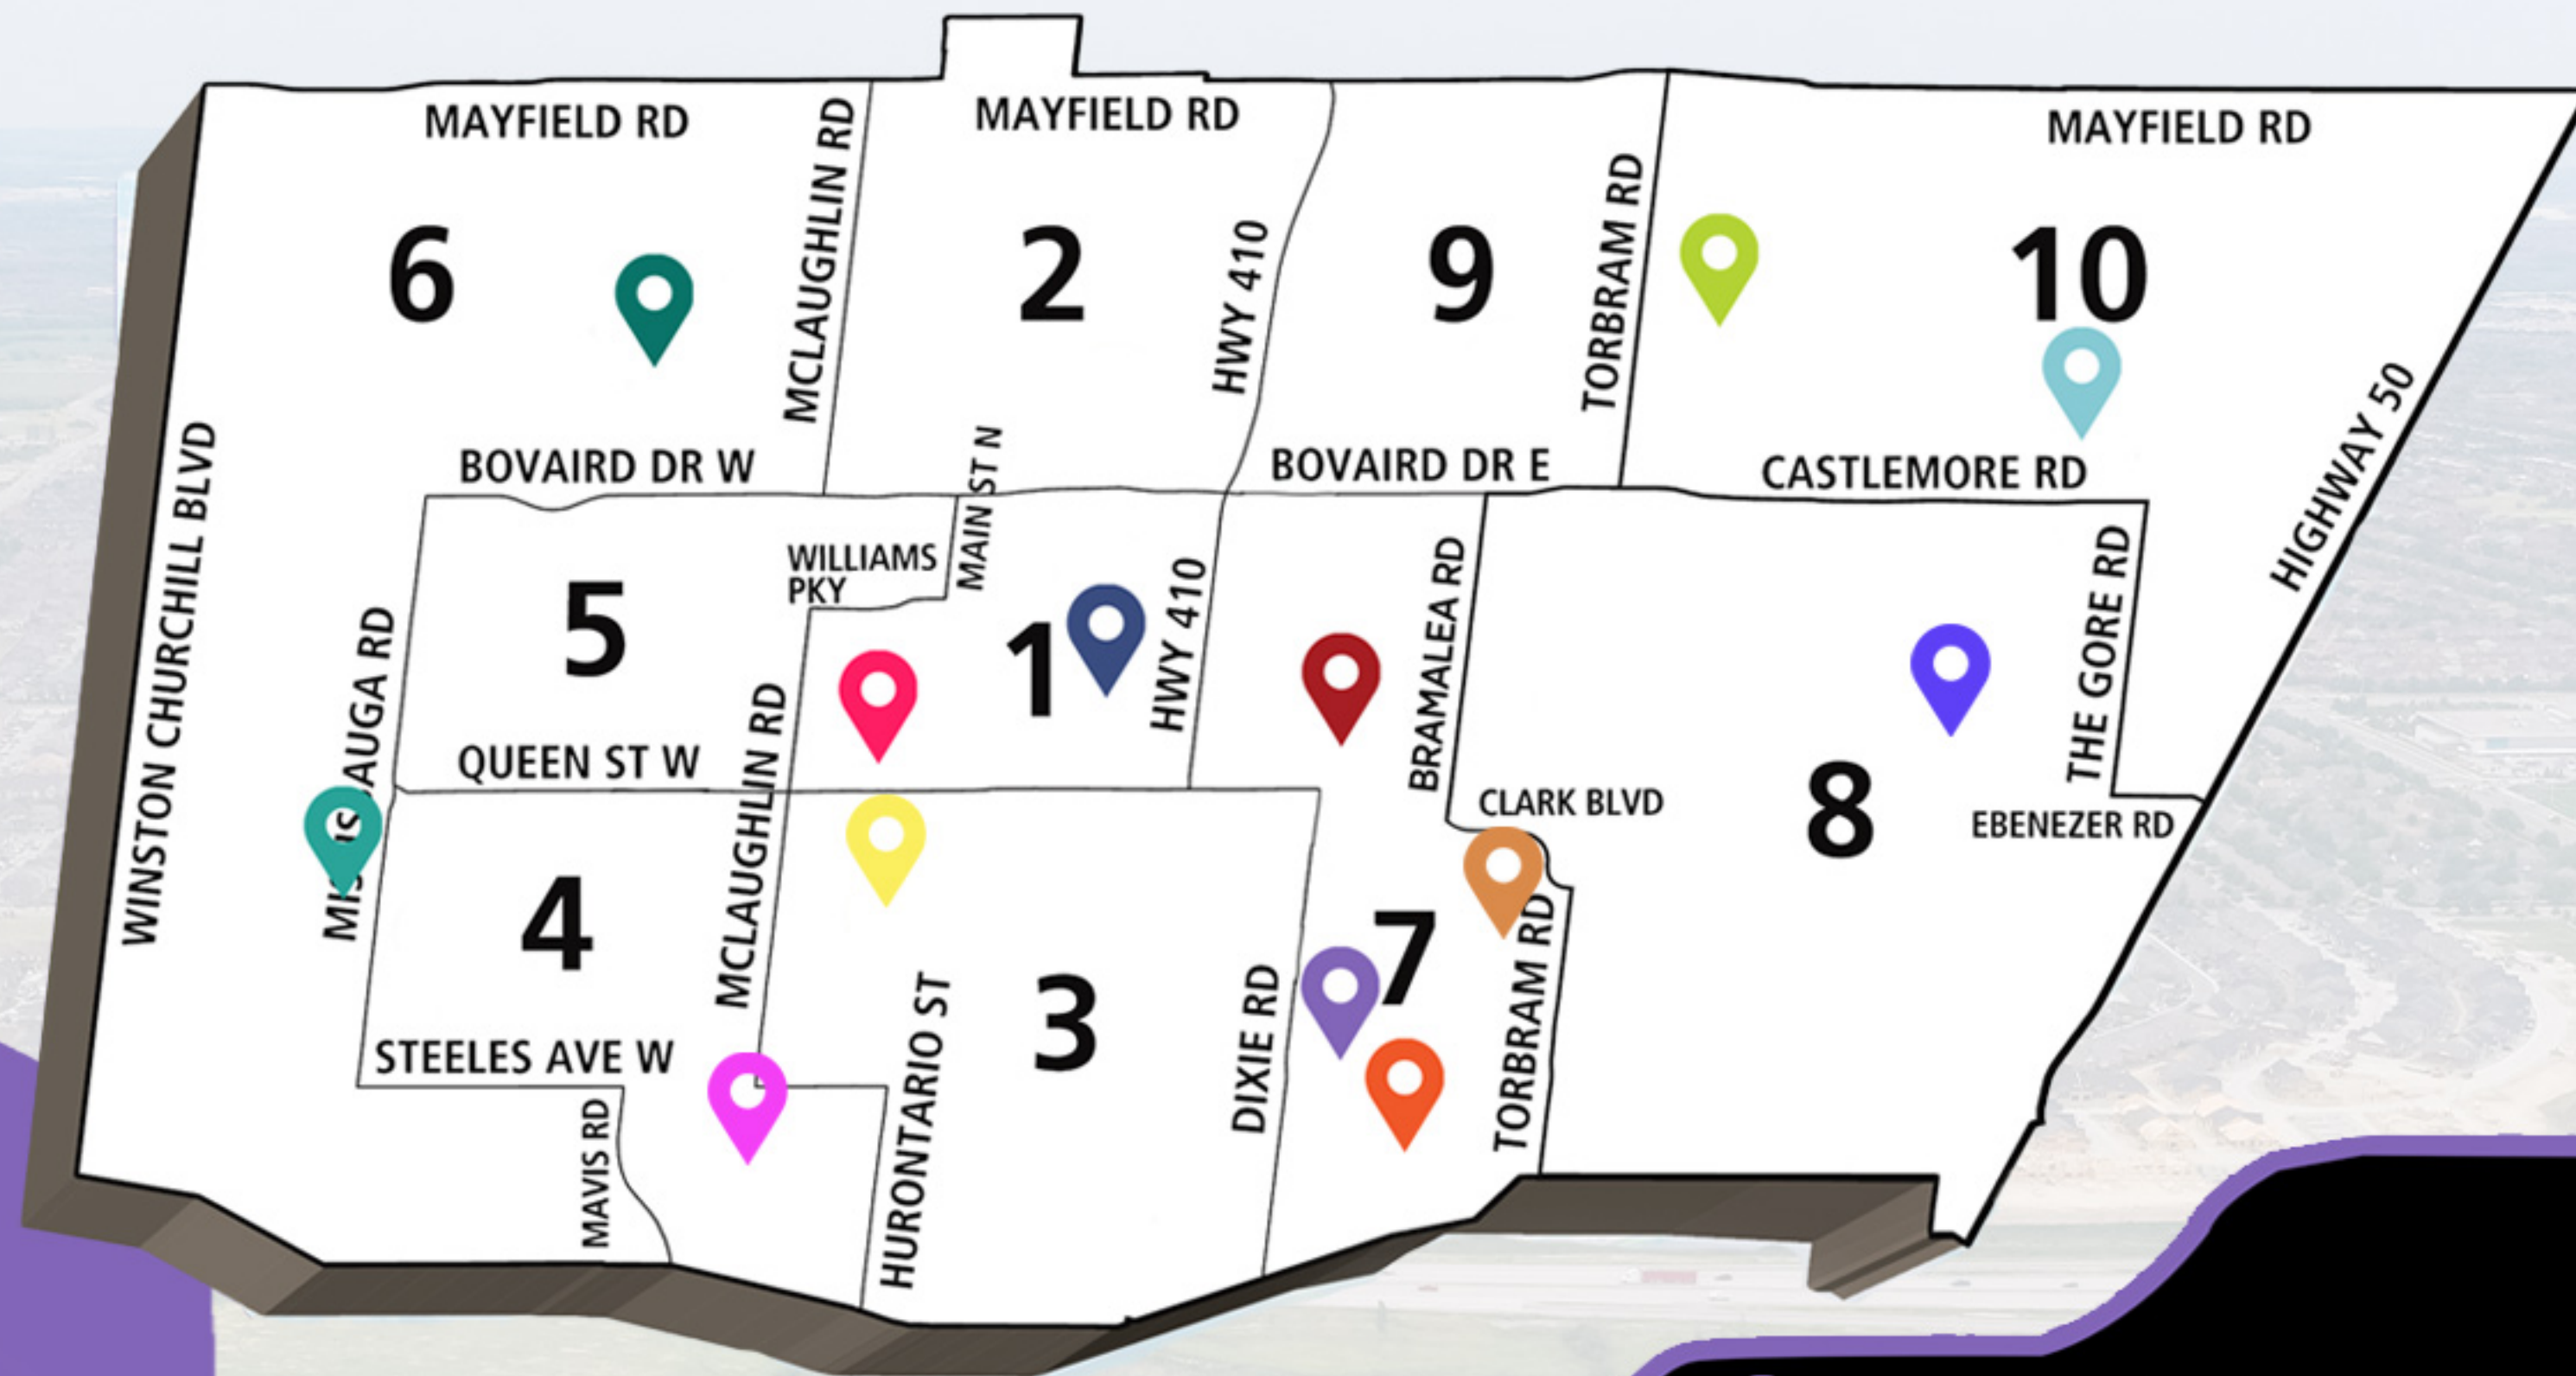 MAYFIELD RD
MAYFIELD RD
MAYFIELD RD
MCLAUGHLIN RD
6
2
9
10
HWY 410
TORBRAM RD
BOVAIRD DR W
MAIN ST N
BOVAIRD DR E
CASTLEMORE RD
HIGHWAY 50
WINSTON CHURCHILL BLVD
MISSISSAUGA RD
5
WILLIAMS
PKY
1
HWY 410
BRAMALEA RD
THE GORE RD
QUEEN ST W
MCLAUGHLIN RD
CLARK BLVD
8
EBENEZER RD
4
3
7
STEELES AVE W
MAVIS RD
HURONTARIO ST
DIXIE RD
TORBRAM RD